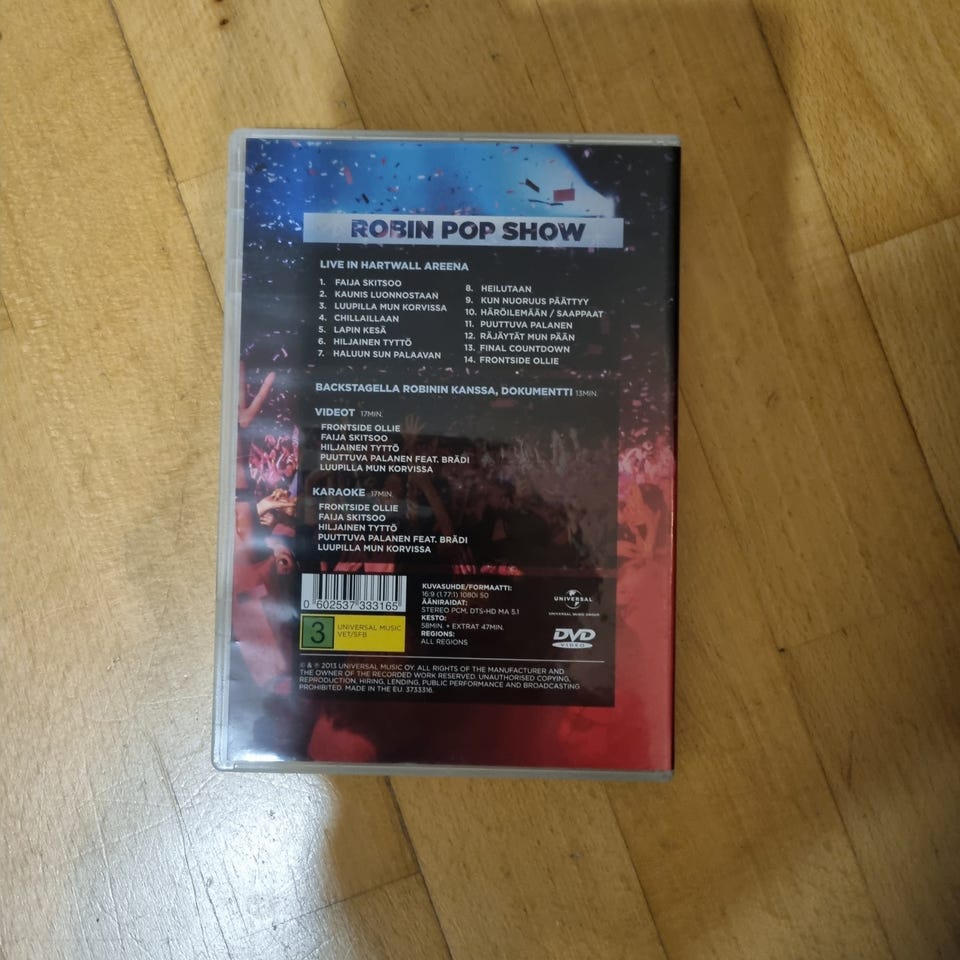 ROBIN POP SHOW
LIVE IN HARTWALL AREENA
1. FAIJA SKITSOO
2. KAUNIS LUONNOSTAAN
3. LUUPILLA MUN KORVISSA
4. CHILLAILLAAN
5. LAPIN KESÄ
6. HILJAINEN TYTTÖ
7. HALUUN SUN PALAAVAN
8. HEILUTAAN
9. KUN NUORUUS PÄÄTTYY
10. HÄRÖILEMÄÄN / SAAPPAAT
11. PUUTTUVA PALANEN
12. RÄJÄYTÄT MUN PÄÄN
13. FINAL COUNTDOWN
14. FRONTSIDE OLLIE
BACKSTAGELLA ROBININ KANSSA, DOKUMENTTI 13MIN.
VIDEOT 17MIN.
FRONTSIDE OLLIE
FAIJA SKITSOO
HILJAINEN TYTTÖ
PUUTTUVA PALANEN FEAT. BRÄDI
LUUPILLA MUN KORVISSA
KARAOKE 17MIN.
FRONTSIDE OLLIE
FAIJA SKITSOO
HILJAINEN TYTTÖ
PUUTTUVA PALANEN FEAT. BRÄDI
LUUPILLA MUN KORVISSA
0 602537 333165
3
UNIVERSAL MUSIC
VET/SFB
KUVASUHDE/FORMAATTI:
16:9 (1.77:1) 1080i 50
ÄÄNIRAIDAT:
STEREO PCM, DTS-HD MA 5.1
KESTO:
58MIN. + EXTRAT 47MIN.
REGIONS:
ALL REGIONS
UNIVERSAL
UNIVERSAL MUSIC GROUP
DVD
VIDEO
© & ℗ 2013 UNIVERSAL MUSIC OY. ALL RIGHTS OF THE MANUFACTURER AND
THE OWNER OF THE RECORDED WORK RESERVED. UNAUTHORISED COPYING,
REPRODUCTION, HIRING, LENDING, PUBLIC PERFORMANCE AND BROADCASTING
PROHIBITED. MADE IN THE EU. 3733316.